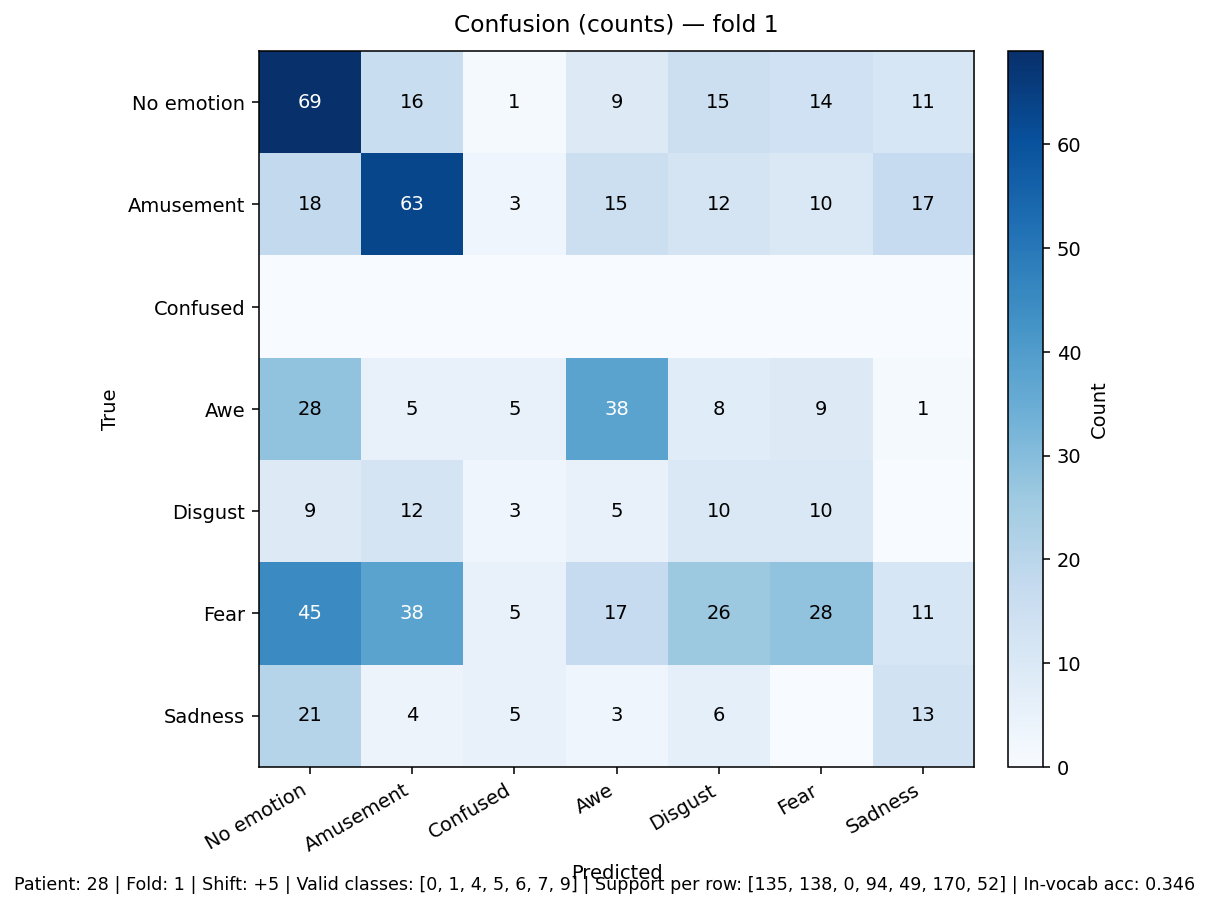 Confusion (counts) — fold 1
No emotion 69 16 1 9 15 14 11
Amusement 18 63 3 15 12 10 17
Confused
Awe 28 5 5 38 8 9 1
Disgust 9 12 3 5 10 10
Fear 45 38 5 17 26 28 11
Sadness 21 4 5 3 6 13
True
No emotion Amusement Confused Awe Disgust Fear Sadness
Predicted
60
50
40
30
20
10
0
Count
Patient: 28 | Fold: 1 | Shift: +5 | Valid classes: [0, 1, 4, 5, 6, 7, 9] | Support per row: [135, 138, 0, 94, 49, 170, 52] | In-vocab acc: 0.346